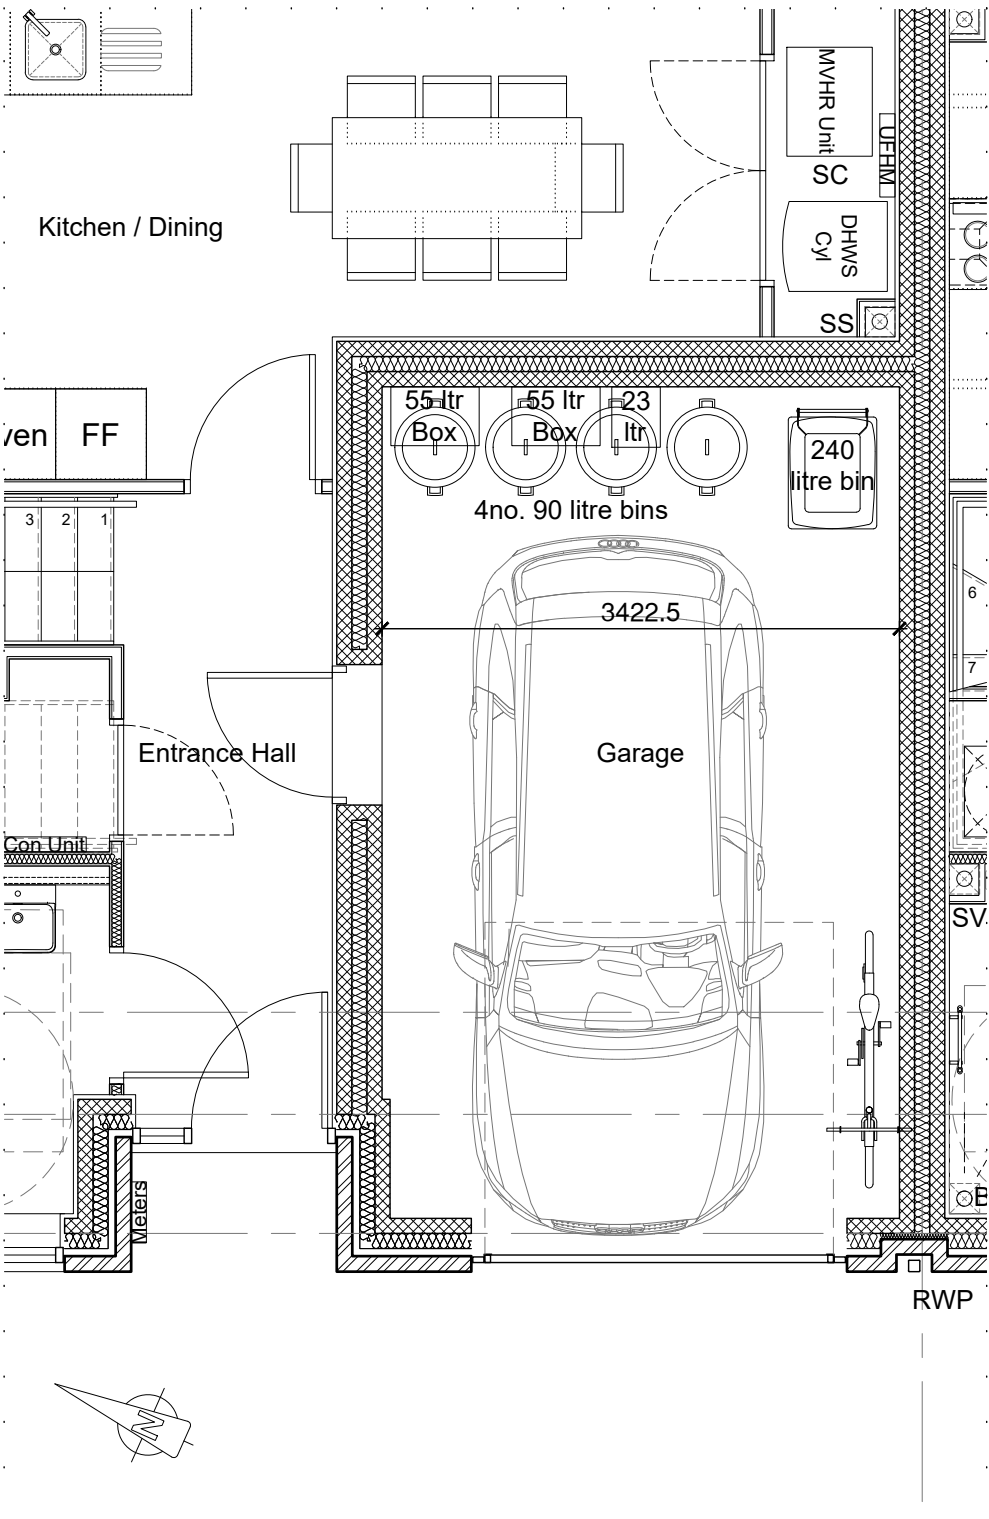 MVHR Unit
UFHM
SC
Kitchen / Dining
DHWS
Cyl
SS
55 ltr
Box
55 ltr
Box
23
ltr
240
litre bin
ven
FF
4no. 90 litre bins
3
2
1
6
3422.5
7
Entrance Hall
Garage
Con Unit
SV
Meters
B
RWP
N